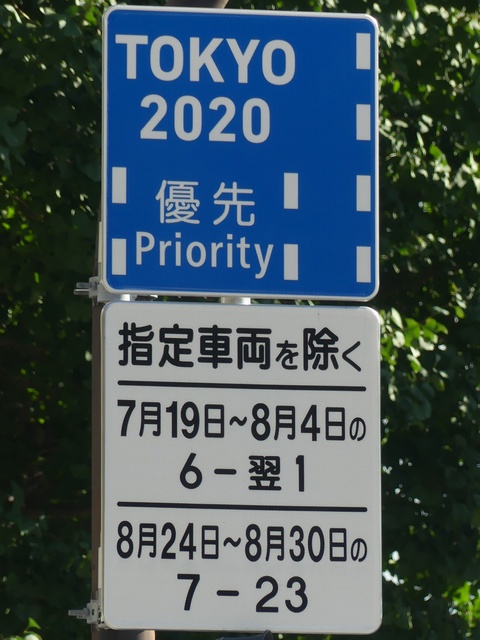 TOKYO
2020
優先
Priority
指定車両を除く
7月19日~8月4日の
6-翌1
8月24日~8月30日の
7-23